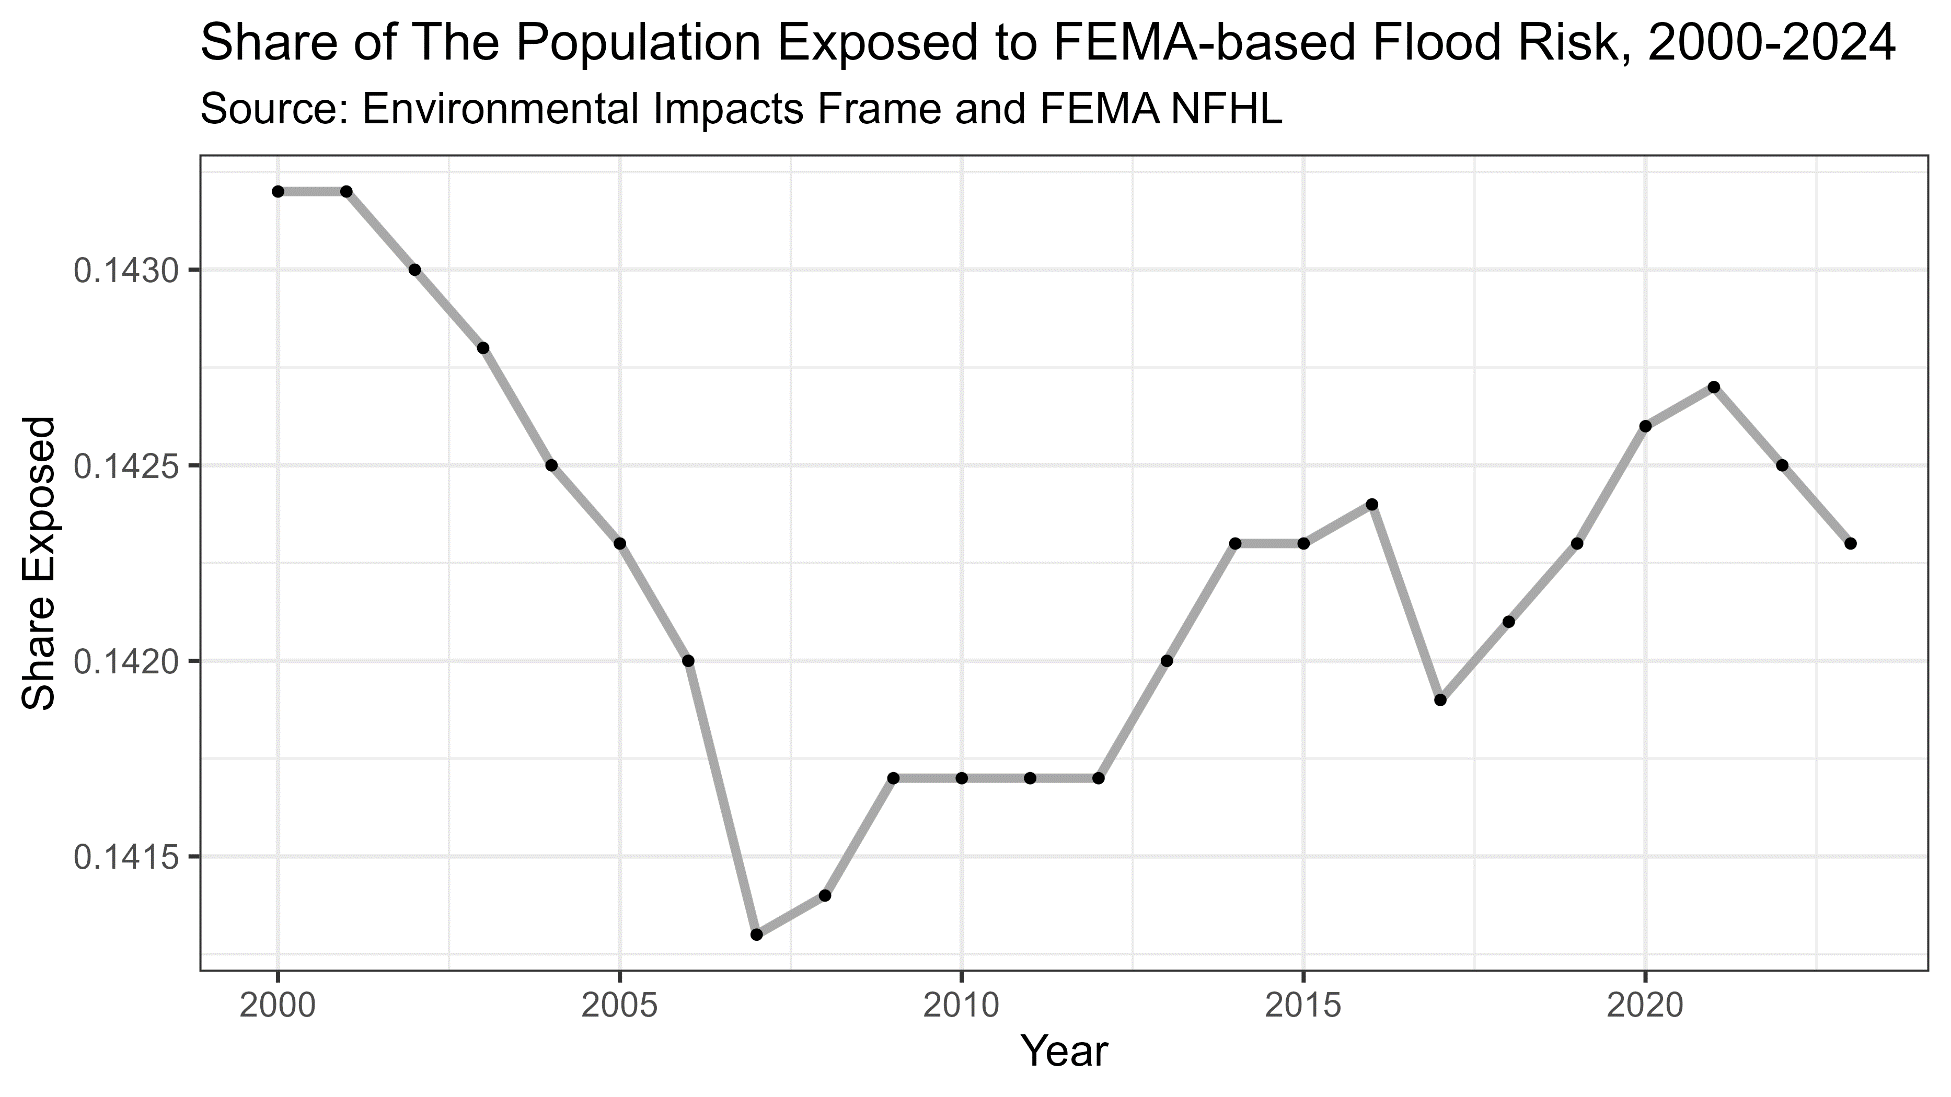 Share of The Population Exposed to FEMA-based Flood Risk, 2000-2024
Source: Environmental Impacts Frame and FEMA NFHL
Share Exposed
0.1430
0.1425
0.1420
0.1415
2000 2005 2010 2015 2020
Year